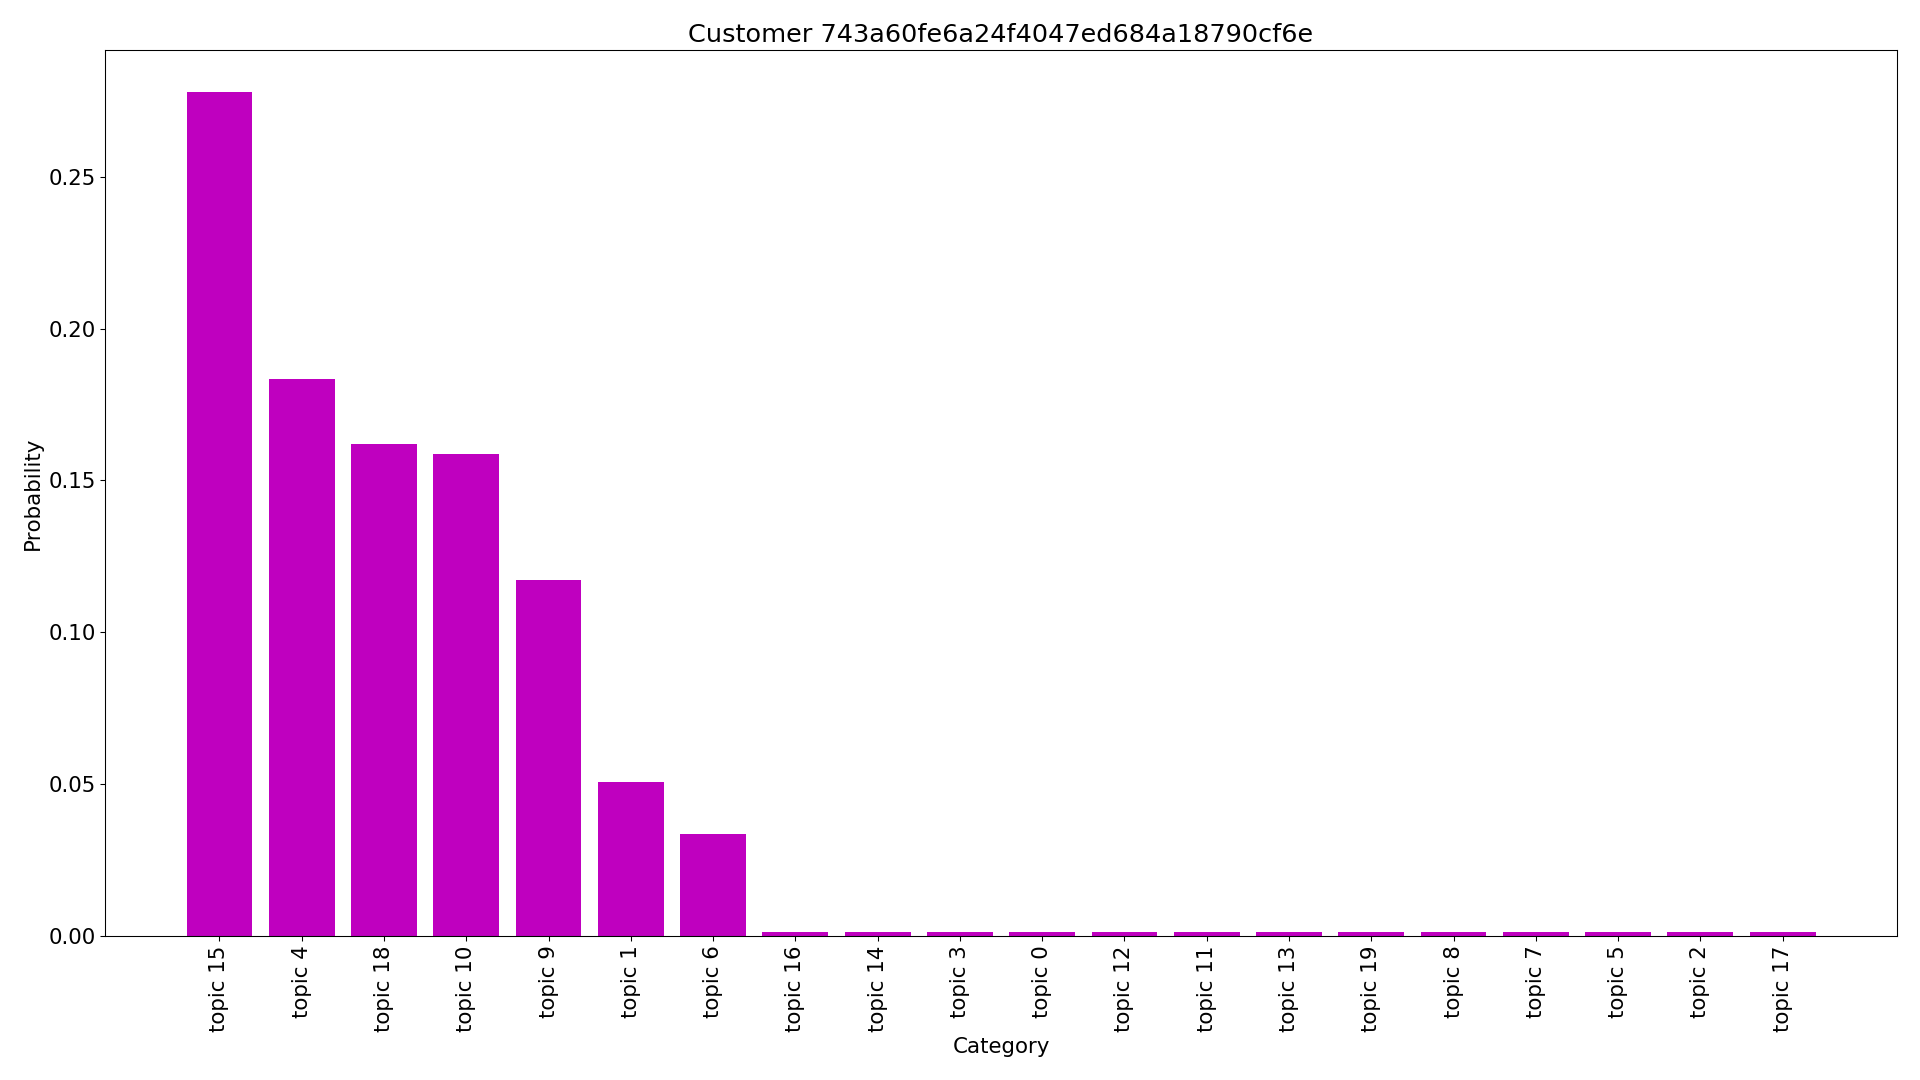 Customer 743a60fe6a24f4047ed684a18790cf6e
Probability
0.25
0.20
0.15
0.10
0.05
0.00
topic 15
topic 4
topic 18
topic 10
topic 9
topic 1
topic 6
topic 16
topic 14
topic 3
topic 0
topic 12
topic 11
topic 13
topic 19
topic 8
topic 7
topic 5
topic 2
topic 17
Category